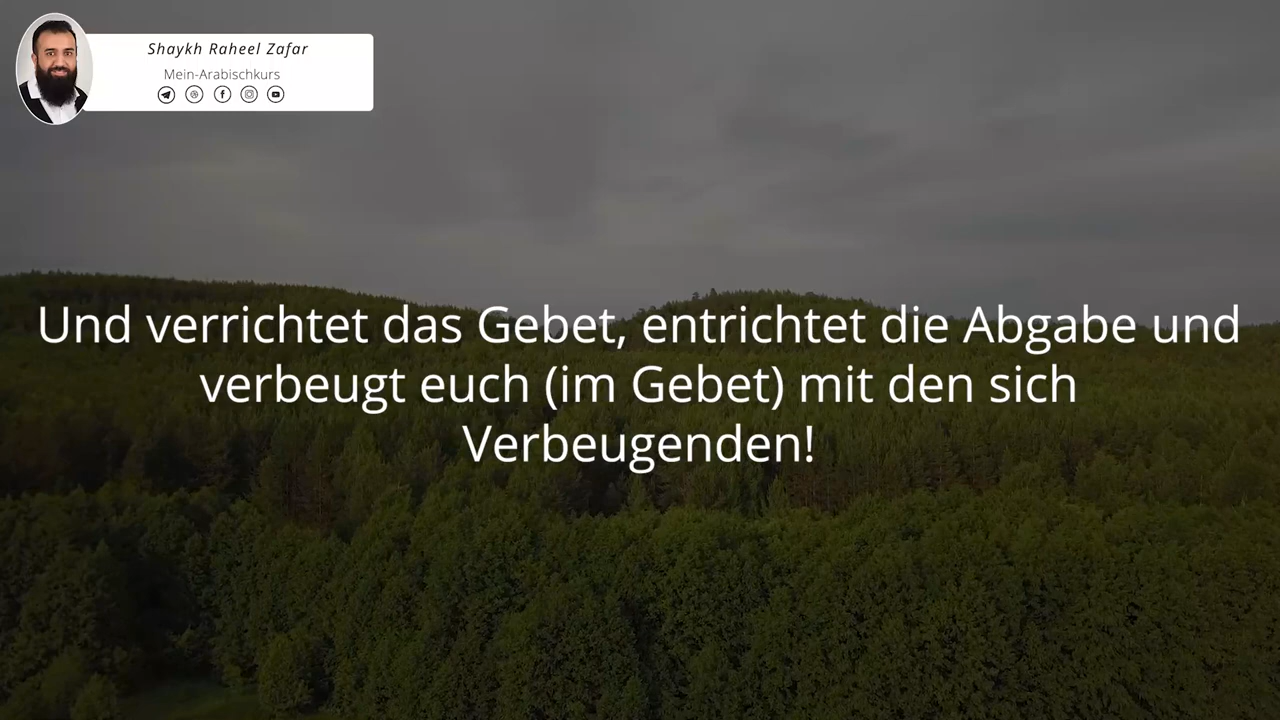 Shaykh Raheel Zafar
Mein-Arabischkurs
Und verrichtet das Gebet, entrichtet die Abgabe und
verbeugt euch (im Gebet) mit den sich
Verbeugenden!